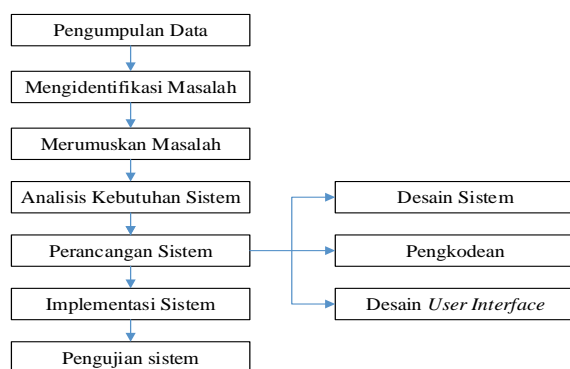 Pengumpulan Data
Mengidentifikasi Masalah
Merumuskan Masalah
Analisis Kebutuhan Sistem
Perancangan Sistem
Implementasi Sistem
Pengujian sistem
Desain Sistem
Pengkodean
Desain User Interface